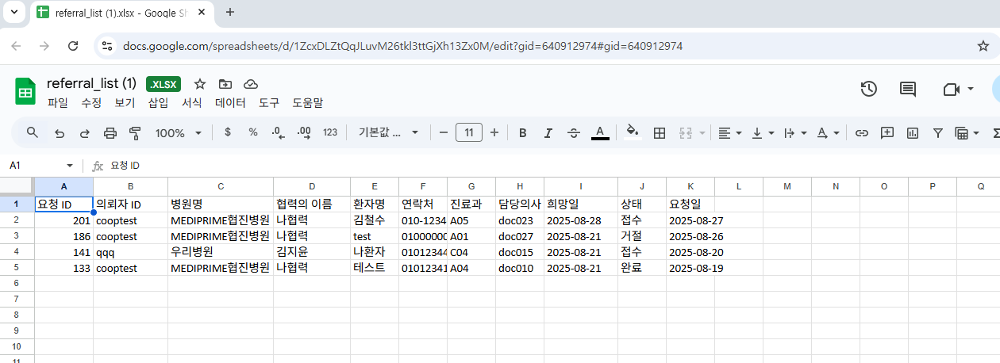 referral_list (1).xlsx - Google Sh
docs.google.com/spreadsheets/d/1ZcxDLZtQqJLuvM26tkl3ttGjXh13Zx0M/edit?gid=640912974#gid=640912974
referral_list (1) .XLSX
파일 수정 보기 삽입 서식 데이터 도구 도움말
100% $ % .0 .00 123 기본값 ... 11 B I A
A1 fx 요청 ID
A B C D E F G H I J K L M N O P Q
1 요청 ID 의뢰자 ID 병원명 협력의 이름 환자명 연락처 진료과 담당의사 희망일 상태 요청일
2 201 cooptest MEDIPRIME협진병원 나협력 김철수 010-1234 A05 doc023 2025-08-28 접수 2025-08-27
3 186 cooptest MEDIPRIME협진병원 나협력 test 01000000 A01 doc027 2025-08-21 거절 2025-08-26
4 141 qqq 우리병원 김지윤 나환자 01012344 C04 doc015 2025-08-21 접수 2025-08-20
5 133 cooptest MEDIPRIME협진병원 나협력 테스트 01012341 A04 doc010 2025-08-21 완료 2025-08-19
6
7
8
9
10
11